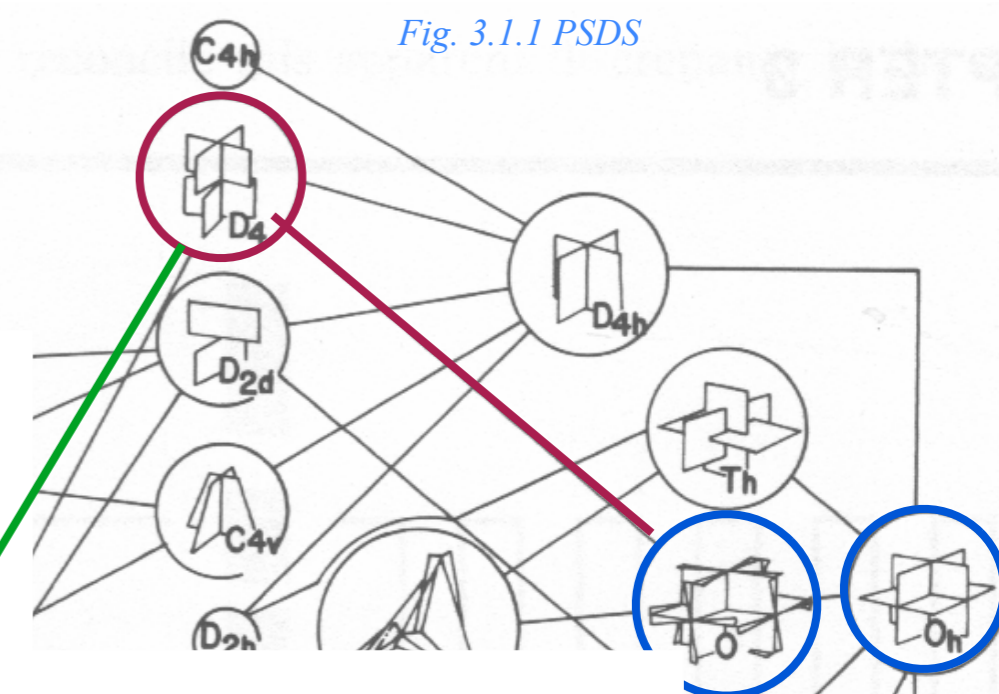 Fig. 3.1.1 PSDS
C4h
D4
D2d
D4h
Th
C4v
D2h
O
Oh